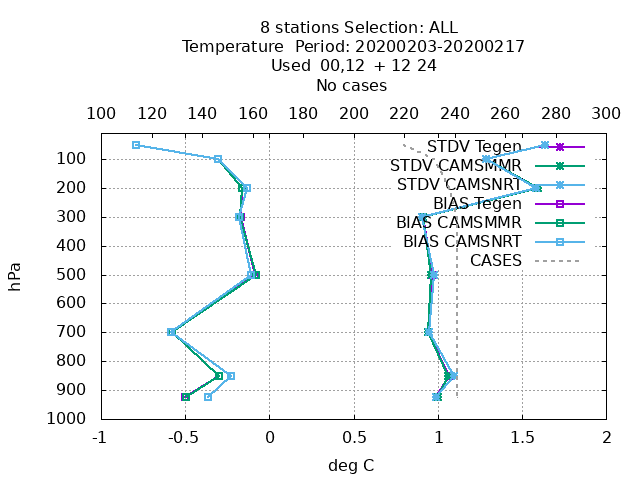 8 stations Selection: ALL
Temperature  Period: 20200203-20200217
Used  00,12  + 12 24
No cases
100 120 140 160 180 200 220 240 260 280 300
STDV Tegen
STDV CAMSMMR
STDV CAMSNRT
BIAS Tegen
BIAS CAMSMMR
BIAS CAMSNRT
CASES
100
200
300
400
500
600
700
800
900
1000
hPa
-1 -0.5 0 0.5 1 1.5 2
deg C